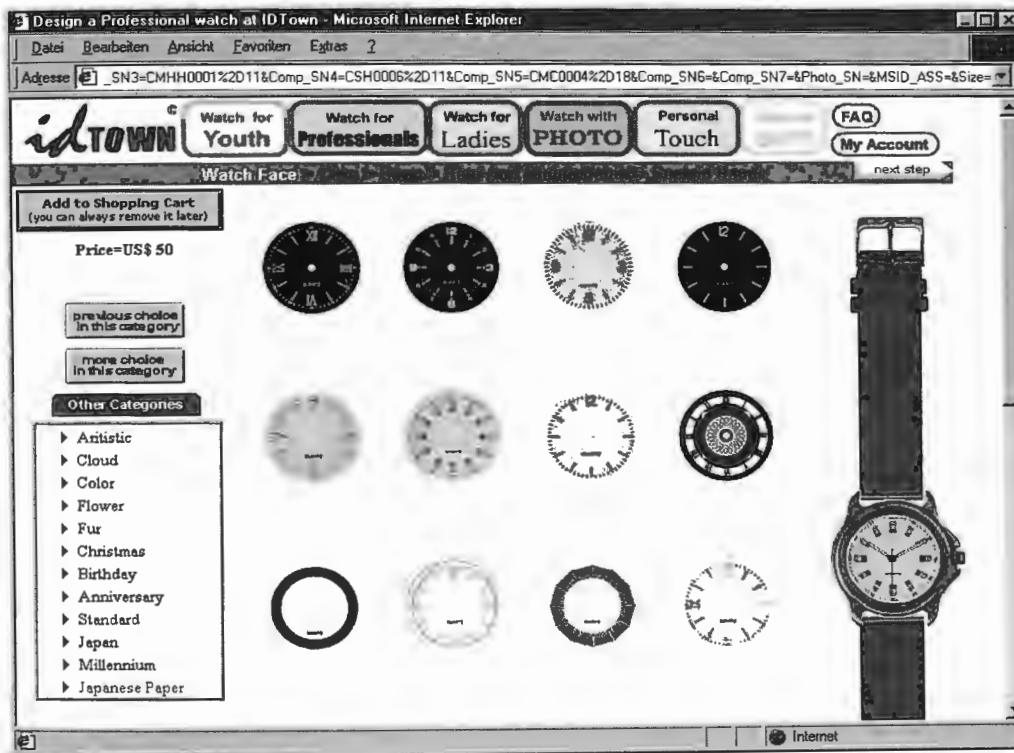 Design a Professional watch at IDTown - Microsoft Internet Explorer
Datei Bearbeiten Ansicht Favoriten Extras ?
Adresse _SN3=CMHH0001%2D11&Comp_SN4=CSH0006%2D11&Comp_SN5=CMC0004%2D18&Comp_SN6=&Comp_SN7=&Photo_SN=&MSID_ASS=&Size=
idTOWN ©
Watch for Youth
Watch for Professionals
Watch for Ladies
Watch with PHOTO
Personal Touch
FAQ
My Account
Watch Face
next step
Add to Shopping Cart
(you can always remove it later)
Price=US$ 50
previous choice
in this category
more choice
in this category
Other Categories
Aritistic
Cloud
Color
Flower
Fur
Christmas
Birthday
Anniversary
Standard
Japan
Millennium
Japanese Paper
Internet